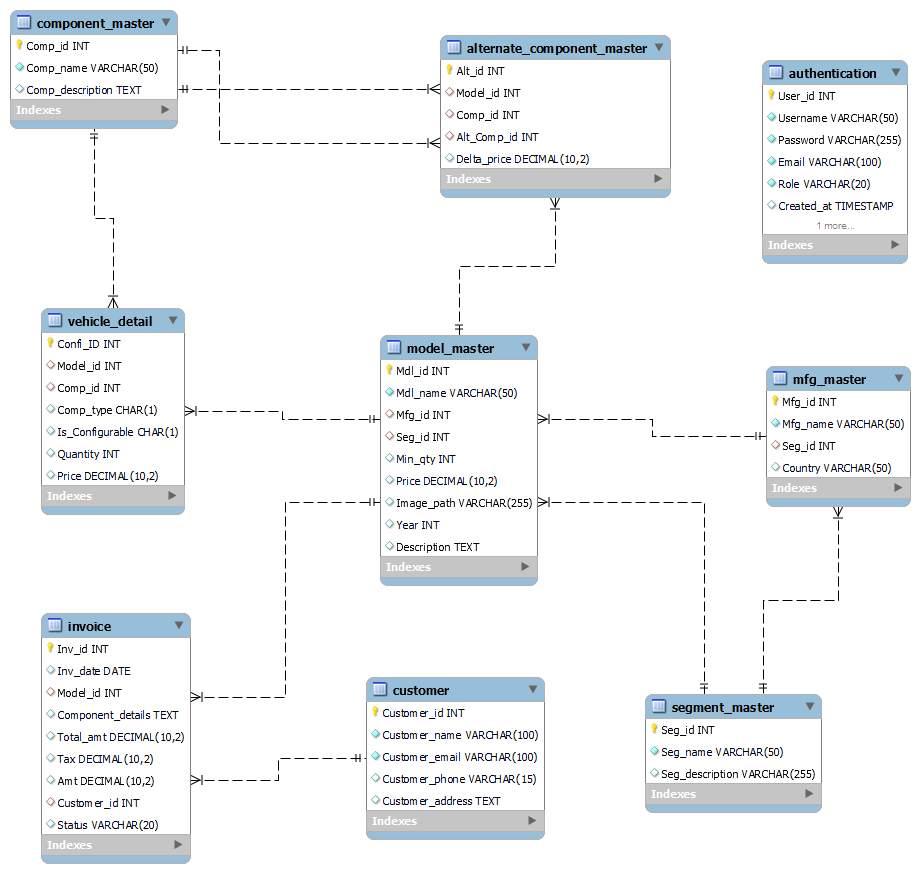 component_master
Comp_id INT
Comp_name VARCHAR(50)
Comp_description TEXT
Indexes
alternate_component_master
Alt_id INT
Model_id INT
Comp_id INT
Alt_Comp_id INT
Delta_price DECIMAL(10,2)
Indexes
authentication
User_id INT
Username VARCHAR(50)
Password VARCHAR(255)
Email VARCHAR(100)
Role VARCHAR(20)
Created_at TIMESTAMP
1 more...
Indexes
vehicle_detail
Confi_ID INT
Model_id INT
Comp_id INT
Comp_type CHAR(1)
Is_Configurable CHAR(1)
Quantity INT
Price DECIMAL(10,2)
Indexes
model_master
Mdl_id INT
Mdl_name VARCHAR(50)
Mfg_id INT
Seg_id INT
Min_qty INT
Price DECIMAL(10,2)
Image_path VARCHAR(255)
Year INT
Description TEXT
Indexes
mfg_master
Mfg_id INT
Mfg_name VARCHAR(50)
Seg_id INT
Country VARCHAR(50)
Indexes
invoice
Inv_id INT
Inv_date DATE
Model_id INT
Component_details TEXT
Total_amt DECIMAL(10,2)
Tax DECIMAL(10,2)
Amt DECIMAL(10,2)
Customer_id INT
Status VARCHAR(20)
Indexes
customer
Customer_id INT
Customer_name VARCHAR(100)
Customer_email VARCHAR(100)
Customer_phone VARCHAR(15)
Customer_address TEXT
Indexes
segment_master
Seg_id INT
Seg_name VARCHAR(50)
Seg_description VARCHAR(255)
Indexes